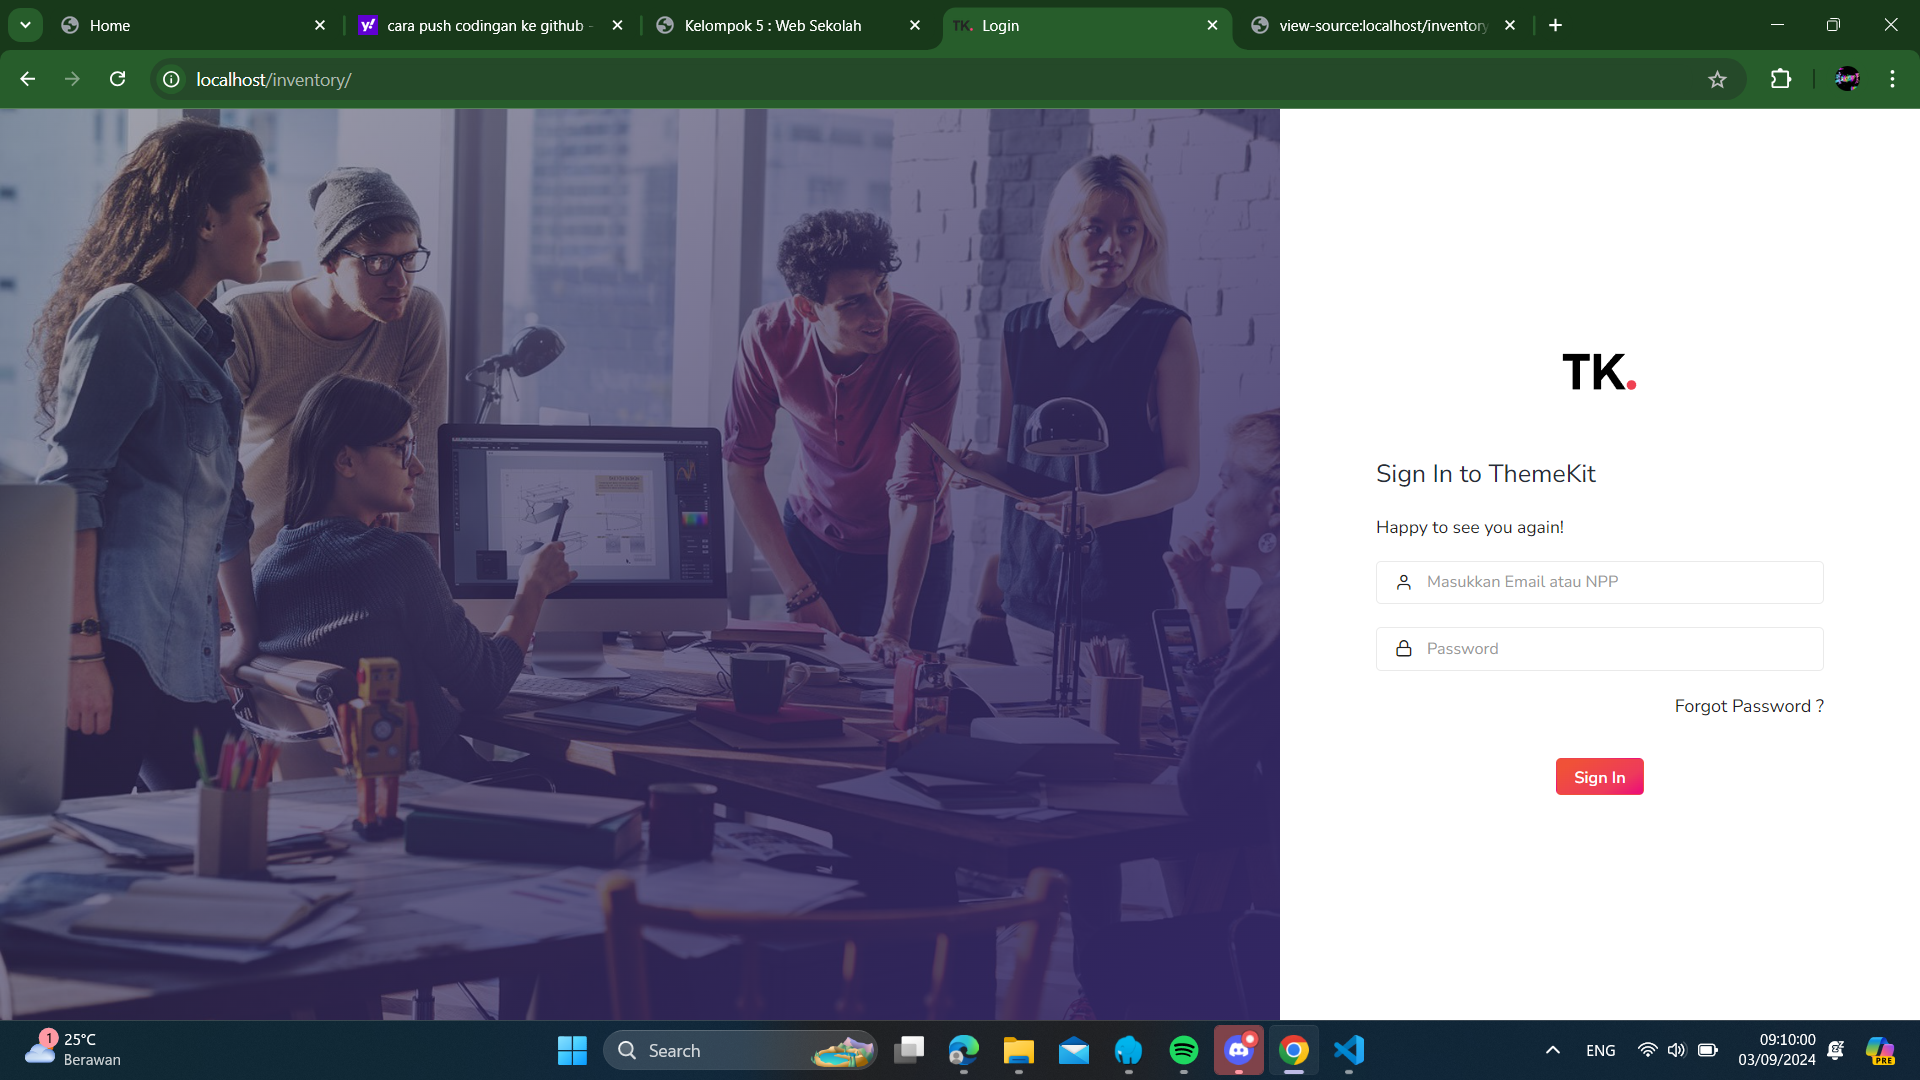 Home
cara push codingan ke github -
Kelompok 5 : Web Sekolah
TK. Login
view-source:localhost/inventory
localhost/inventory/
TK.
Sign In to ThemeKit
Happy to see you again!
Masukkan Email atau NPP
Password
Forgot Password ?
Sign In
1
25°C
Berawan
Search
ENG
09:10:00
03/09/2024
PRE